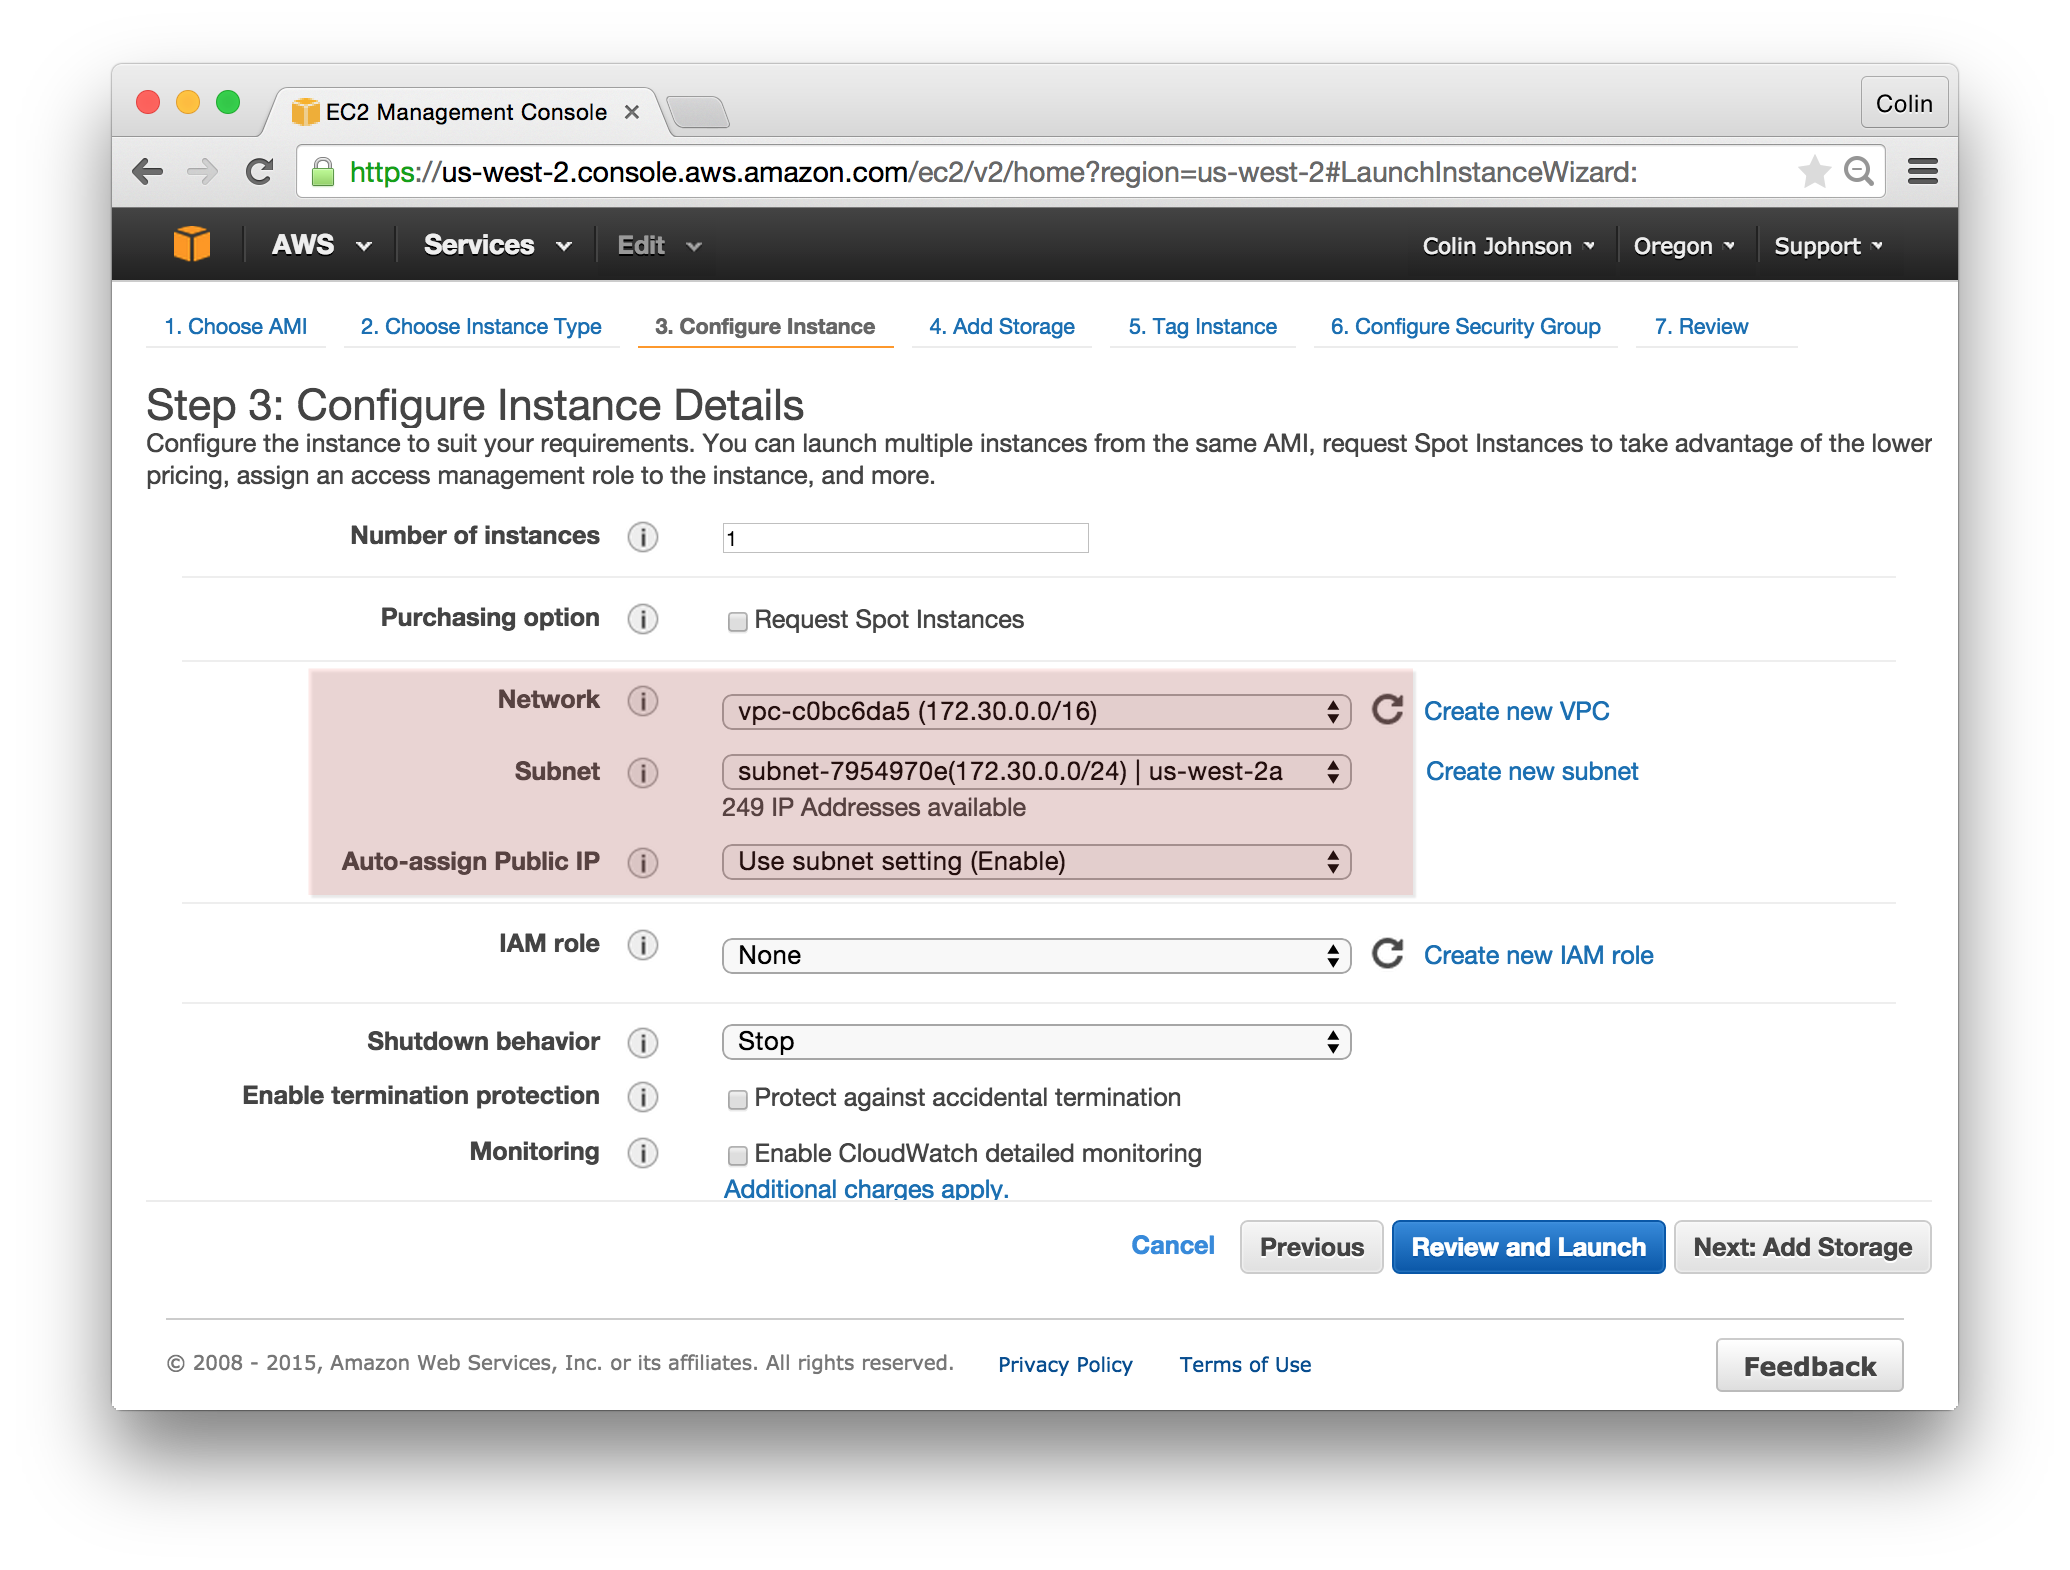 EC2 Management Console
Colin
https://us-west-2.console.aws.amazon.com/ec2/v2/home?region=us-west-2#LaunchInstanceWizard:
AWS Services Edit Colin Johnson Oregon Support
1. Choose AMI 2. Choose Instance Type 3. Configure Instance 4. Add Storage 5. Tag Instance 6. Configure Security Group 7. Review
Step 3: Configure Instance Details
Configure the instance to suit your requirements. You can launch multiple instances from the same AMI, request Spot Instances to take advantage of the lower
pricing, assign an access management role to the instance, and more.
Number of instances 1
Purchasing option Request Spot Instances
Network vpc-c0bc6da5 (172.30.0.0/16) Create new VPC
Subnet subnet-7954970e(172.30.0.0/24) | us-west-2a Create new subnet
249 IP Addresses available
Auto-assign Public IP Use subnet setting (Enable)
IAM role None Create new IAM role
Shutdown behavior Stop
Enable termination protection Protect against accidental termination
Monitoring Enable CloudWatch detailed monitoring
Additional charges apply.
Cancel Previous Review and Launch Next: Add Storage
© 2008 - 2015, Amazon Web Services, Inc. or its affiliates. All rights reserved. Privacy Policy Terms of Use Feedback